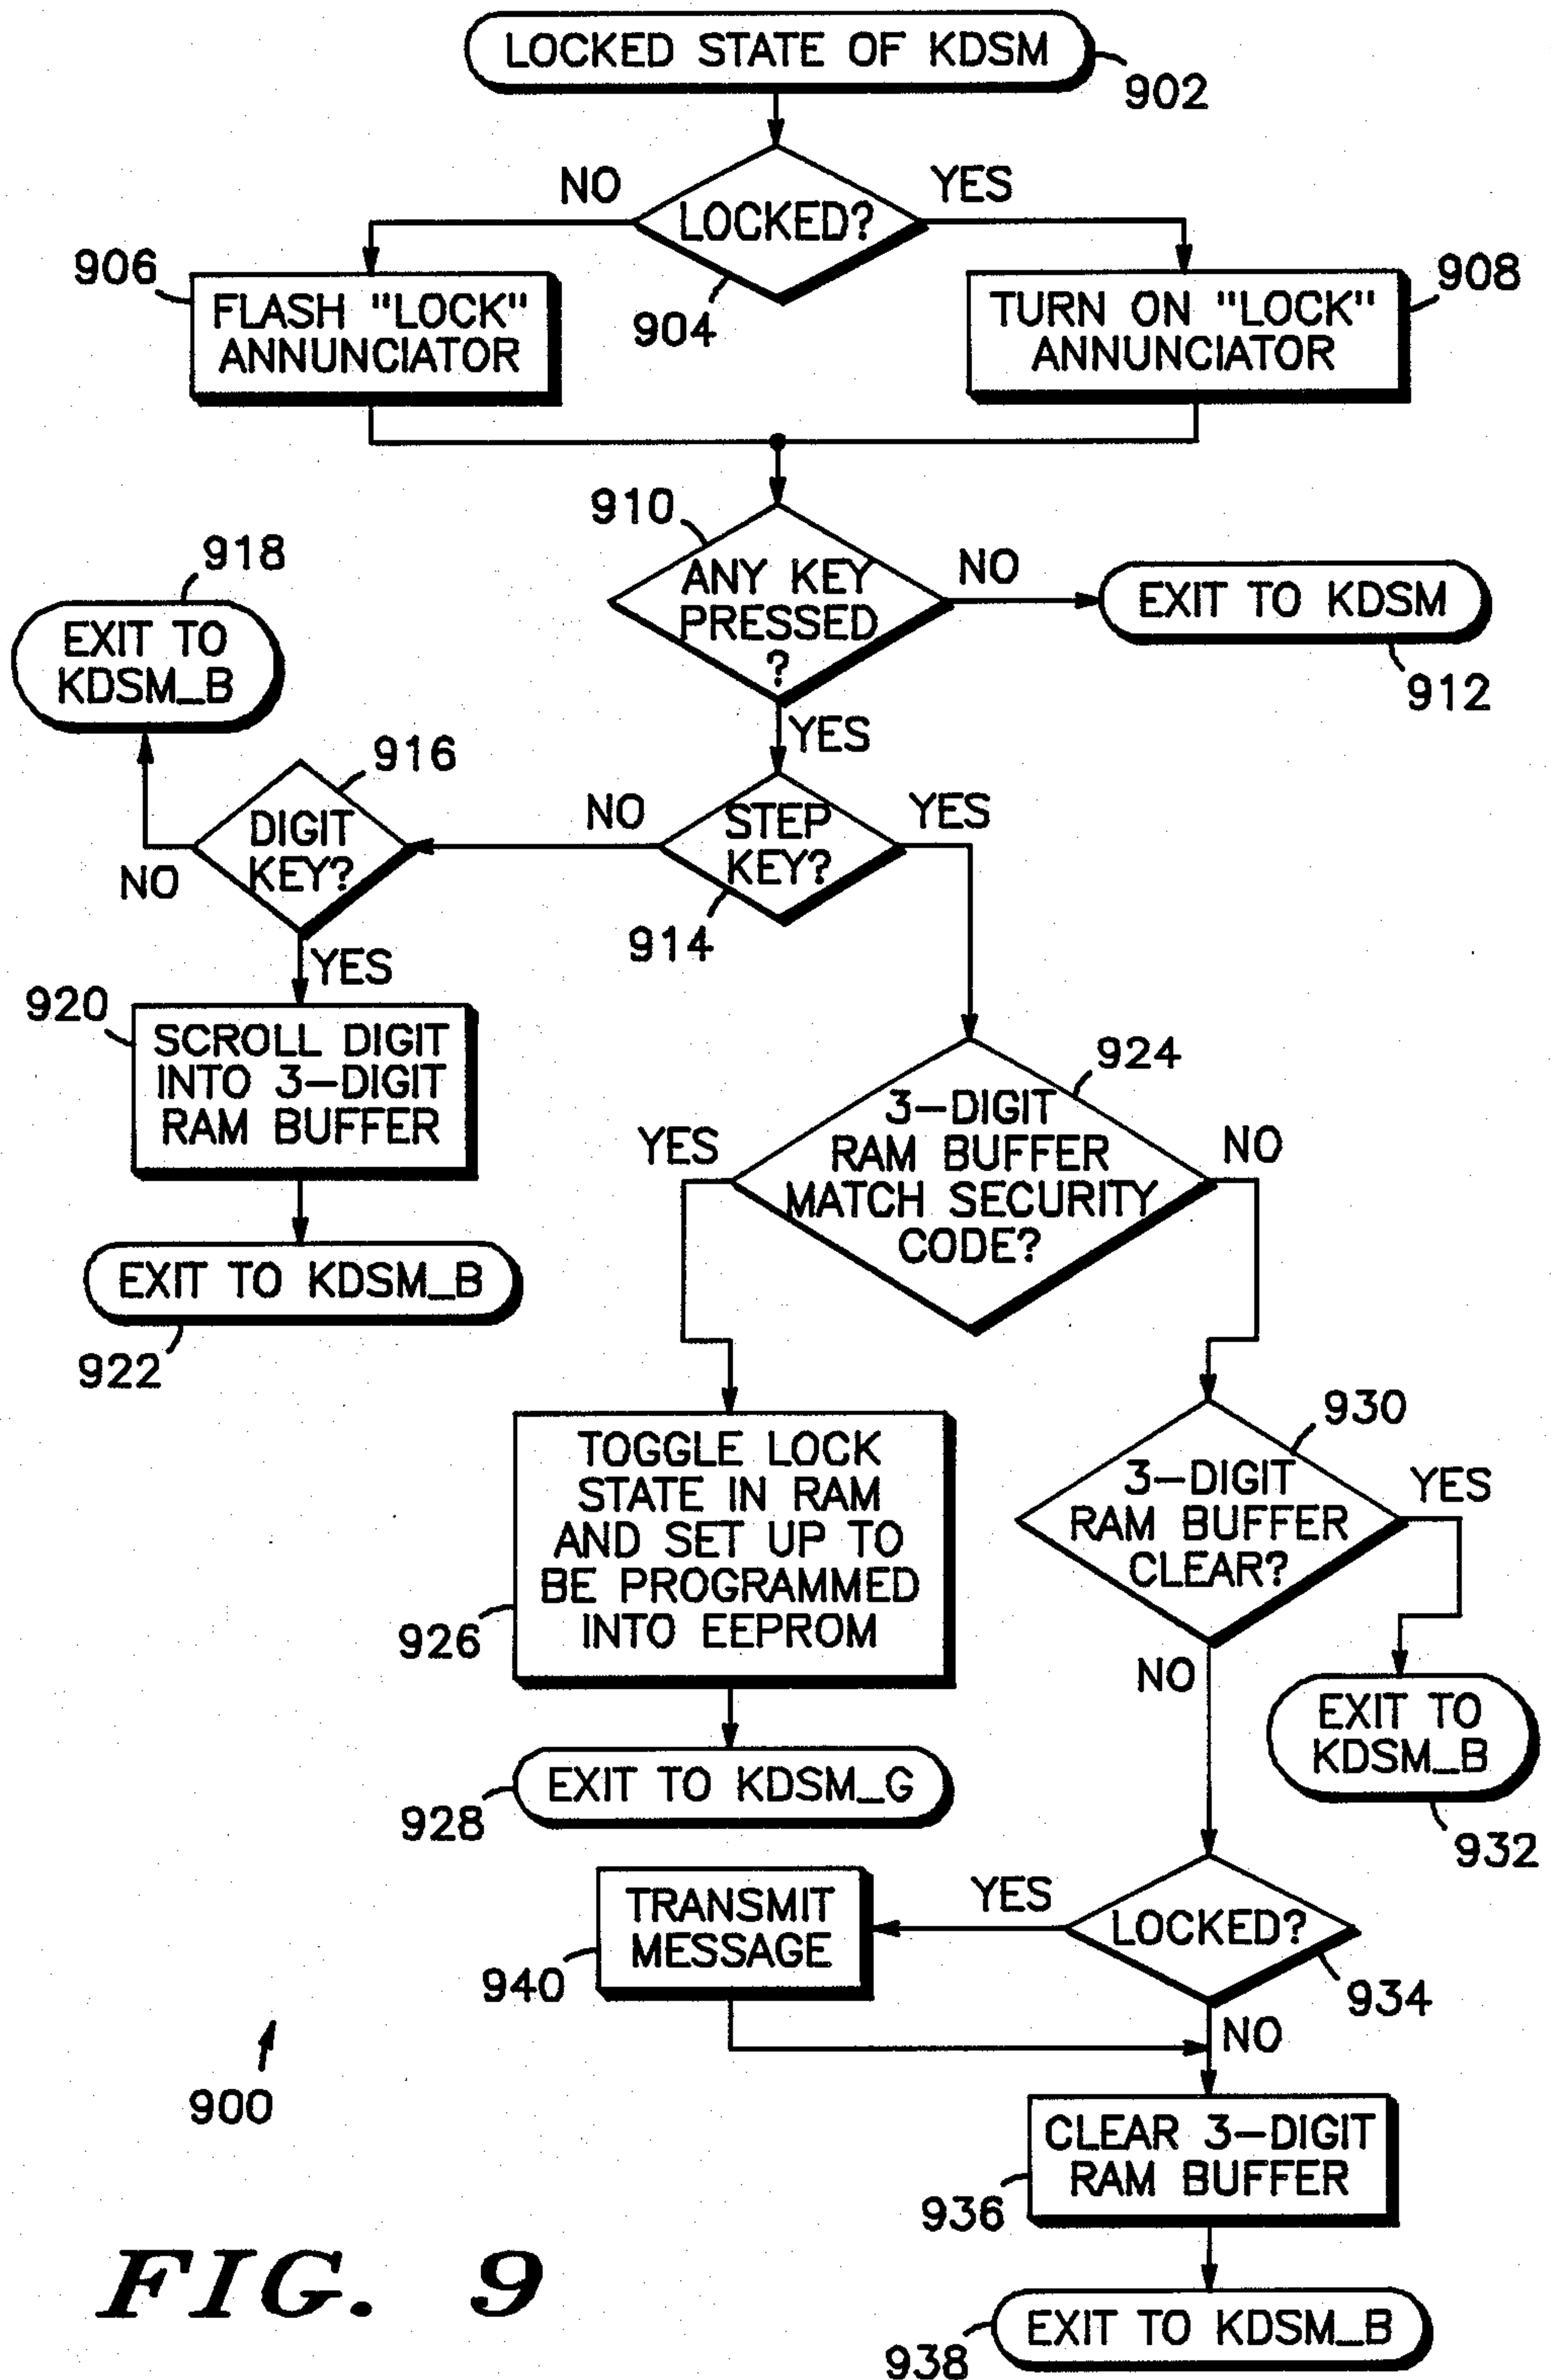 LOCKED STATE OF KDSM
902
NO
YES
LOCKED?
904
906
FLASH "LOCK"
ANNUNCIATOR
908
TURN ON "LOCK"
ANNUNCIATOR
910
ANY KEY
PRESSED
?
NO
EXIT TO KDSM
912
YES
918
EXIT TO
KDSM_B
916
DIGIT
KEY?
NO
NO
STEP
KEY?
YES
914
YES
920
SCROLL DIGIT
INTO 3-DIGIT
RAM BUFFER
EXIT TO KDSM_B
922
924
3-DIGIT
RAM BUFFER
MATCH SECURITY
CODE?
YES
NO
TOGGLE LOCK
STATE IN RAM
AND SET UP TO
BE PROGRAMMED
INTO EEPROM
926
EXIT TO KDSM_G
928
930
3-DIGIT
RAM BUFFER
CLEAR?
YES
NO
EXIT TO
KDSM_B
932
TRANSMIT
MESSAGE
940
YES
LOCKED?
934
NO
900
CLEAR 3-DIGIT
RAM BUFFER
936
EXIT TO KDSM_B
938
FIG. 9